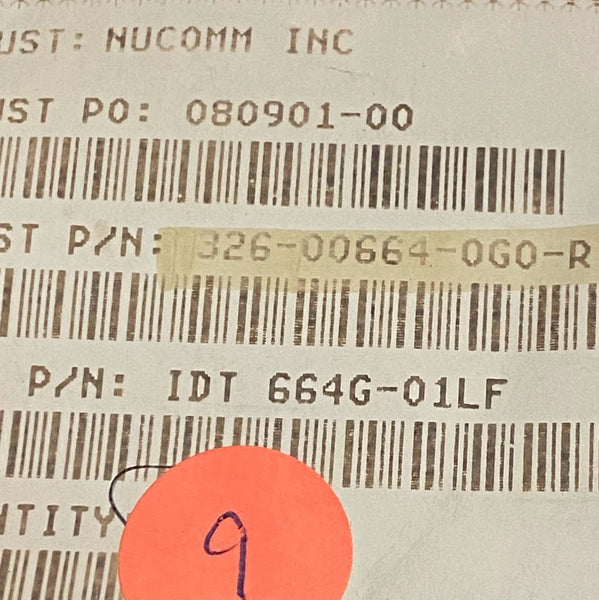 UST: NUCOMM INC
UST PO: 080901-00
ST P/N: 326-00664-0G0-R
P/N: IDT 664G-01LF
NTITY
9